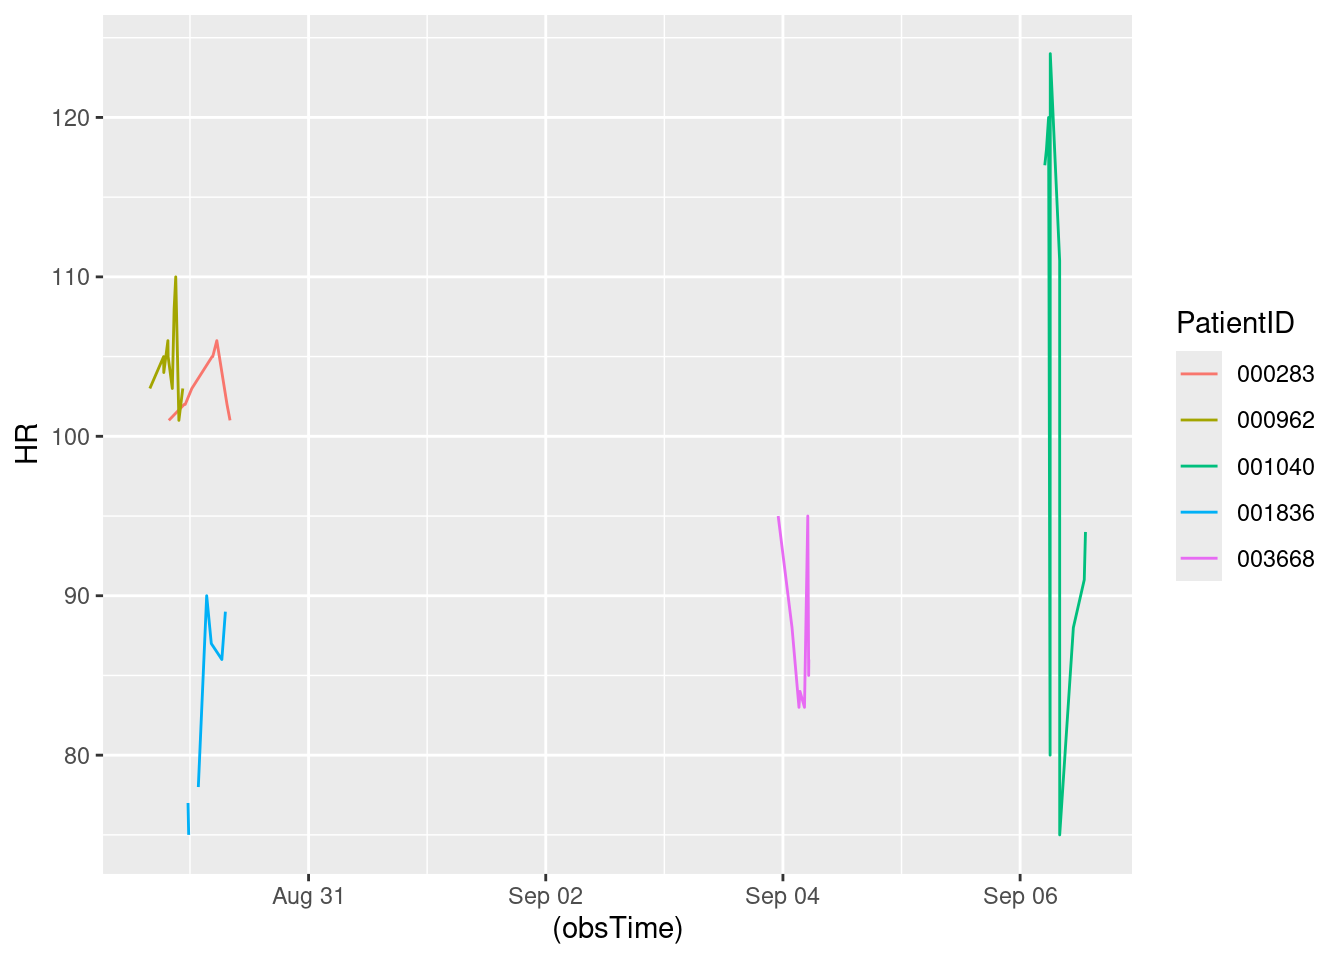 120
110
100
90
80
HR
Aug 31
Sep 02
Sep 04
Sep 06
(obsTime)
PatientID
000283
000962
001040
001836
003668